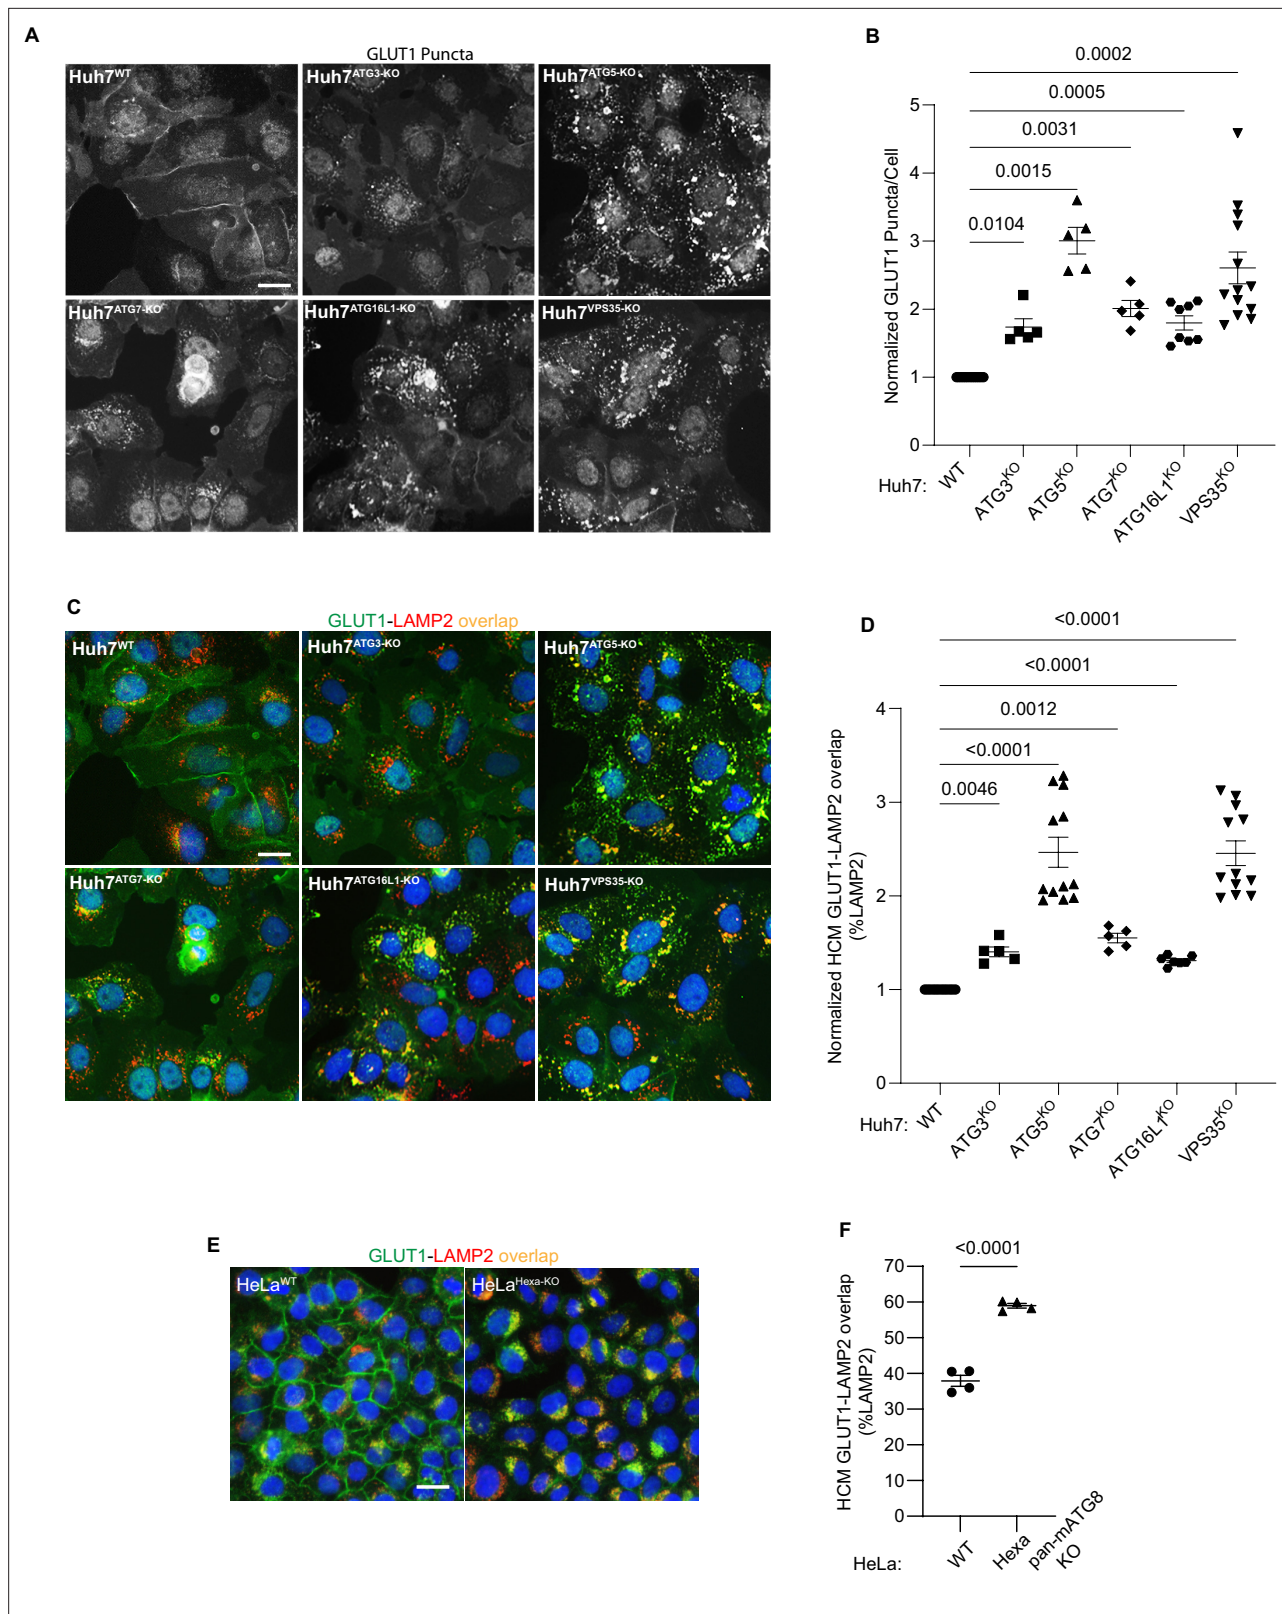 A
GLUT1 Puncta
Huh7WT
Huh7ATG3-KO
Huh7ATG5-KO
Huh7ATG7-KO
Huh7ATG16L1-KO
Huh7VPS35-KO
B
0.0002
0.0005
0.0031
0.0015
0.0104
Normalized GLUT1 Puncta/Cell
5
4
3
2
1
0
Huh7:
WT
ATG3KO
ATG5KO
ATG7KO
ATG16L1KO
VPS35KO
C
GLUT1-LAMP2 overlap
Huh7WT
Huh7ATG3-KO
Huh7ATG5-KO
Huh7ATG7-KO
Huh7ATG16L1-KO
Huh7VPS35-KO
D
<0.0001
<0.0001
0.0012
<0.0001
0.0046
Normalized HCM GLUT1-LAMP2 overlap
(%LAMP2)
4
3
2
1
0
Huh7:
WT
ATG3KO
ATG5KO
ATG7KO
ATG16L1KO
VPS35KO
E
GLUT1-LAMP2 overlap
HeLaWT
HeLaHexa-KO
F
<0.0001
HCM GLUT1-LAMP2 overlap
(%LAMP2)
70
60
50
40
30
20
10
0
HeLa:
WT
Hexa
pan-mATG8
KO